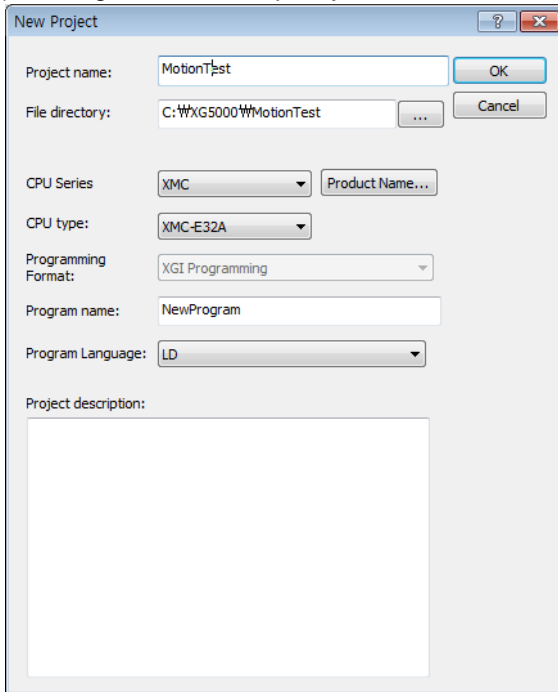 New Project
Project name: MotionTest OK
File directory: C:₩XG5000₩MotionTest ... Cancel
CPU Series XMC Product Name...
CPU type: XMC-E32A
Programming
Format: XGI Programming
Program name: NewProgram
Program Language: LD
Project description: